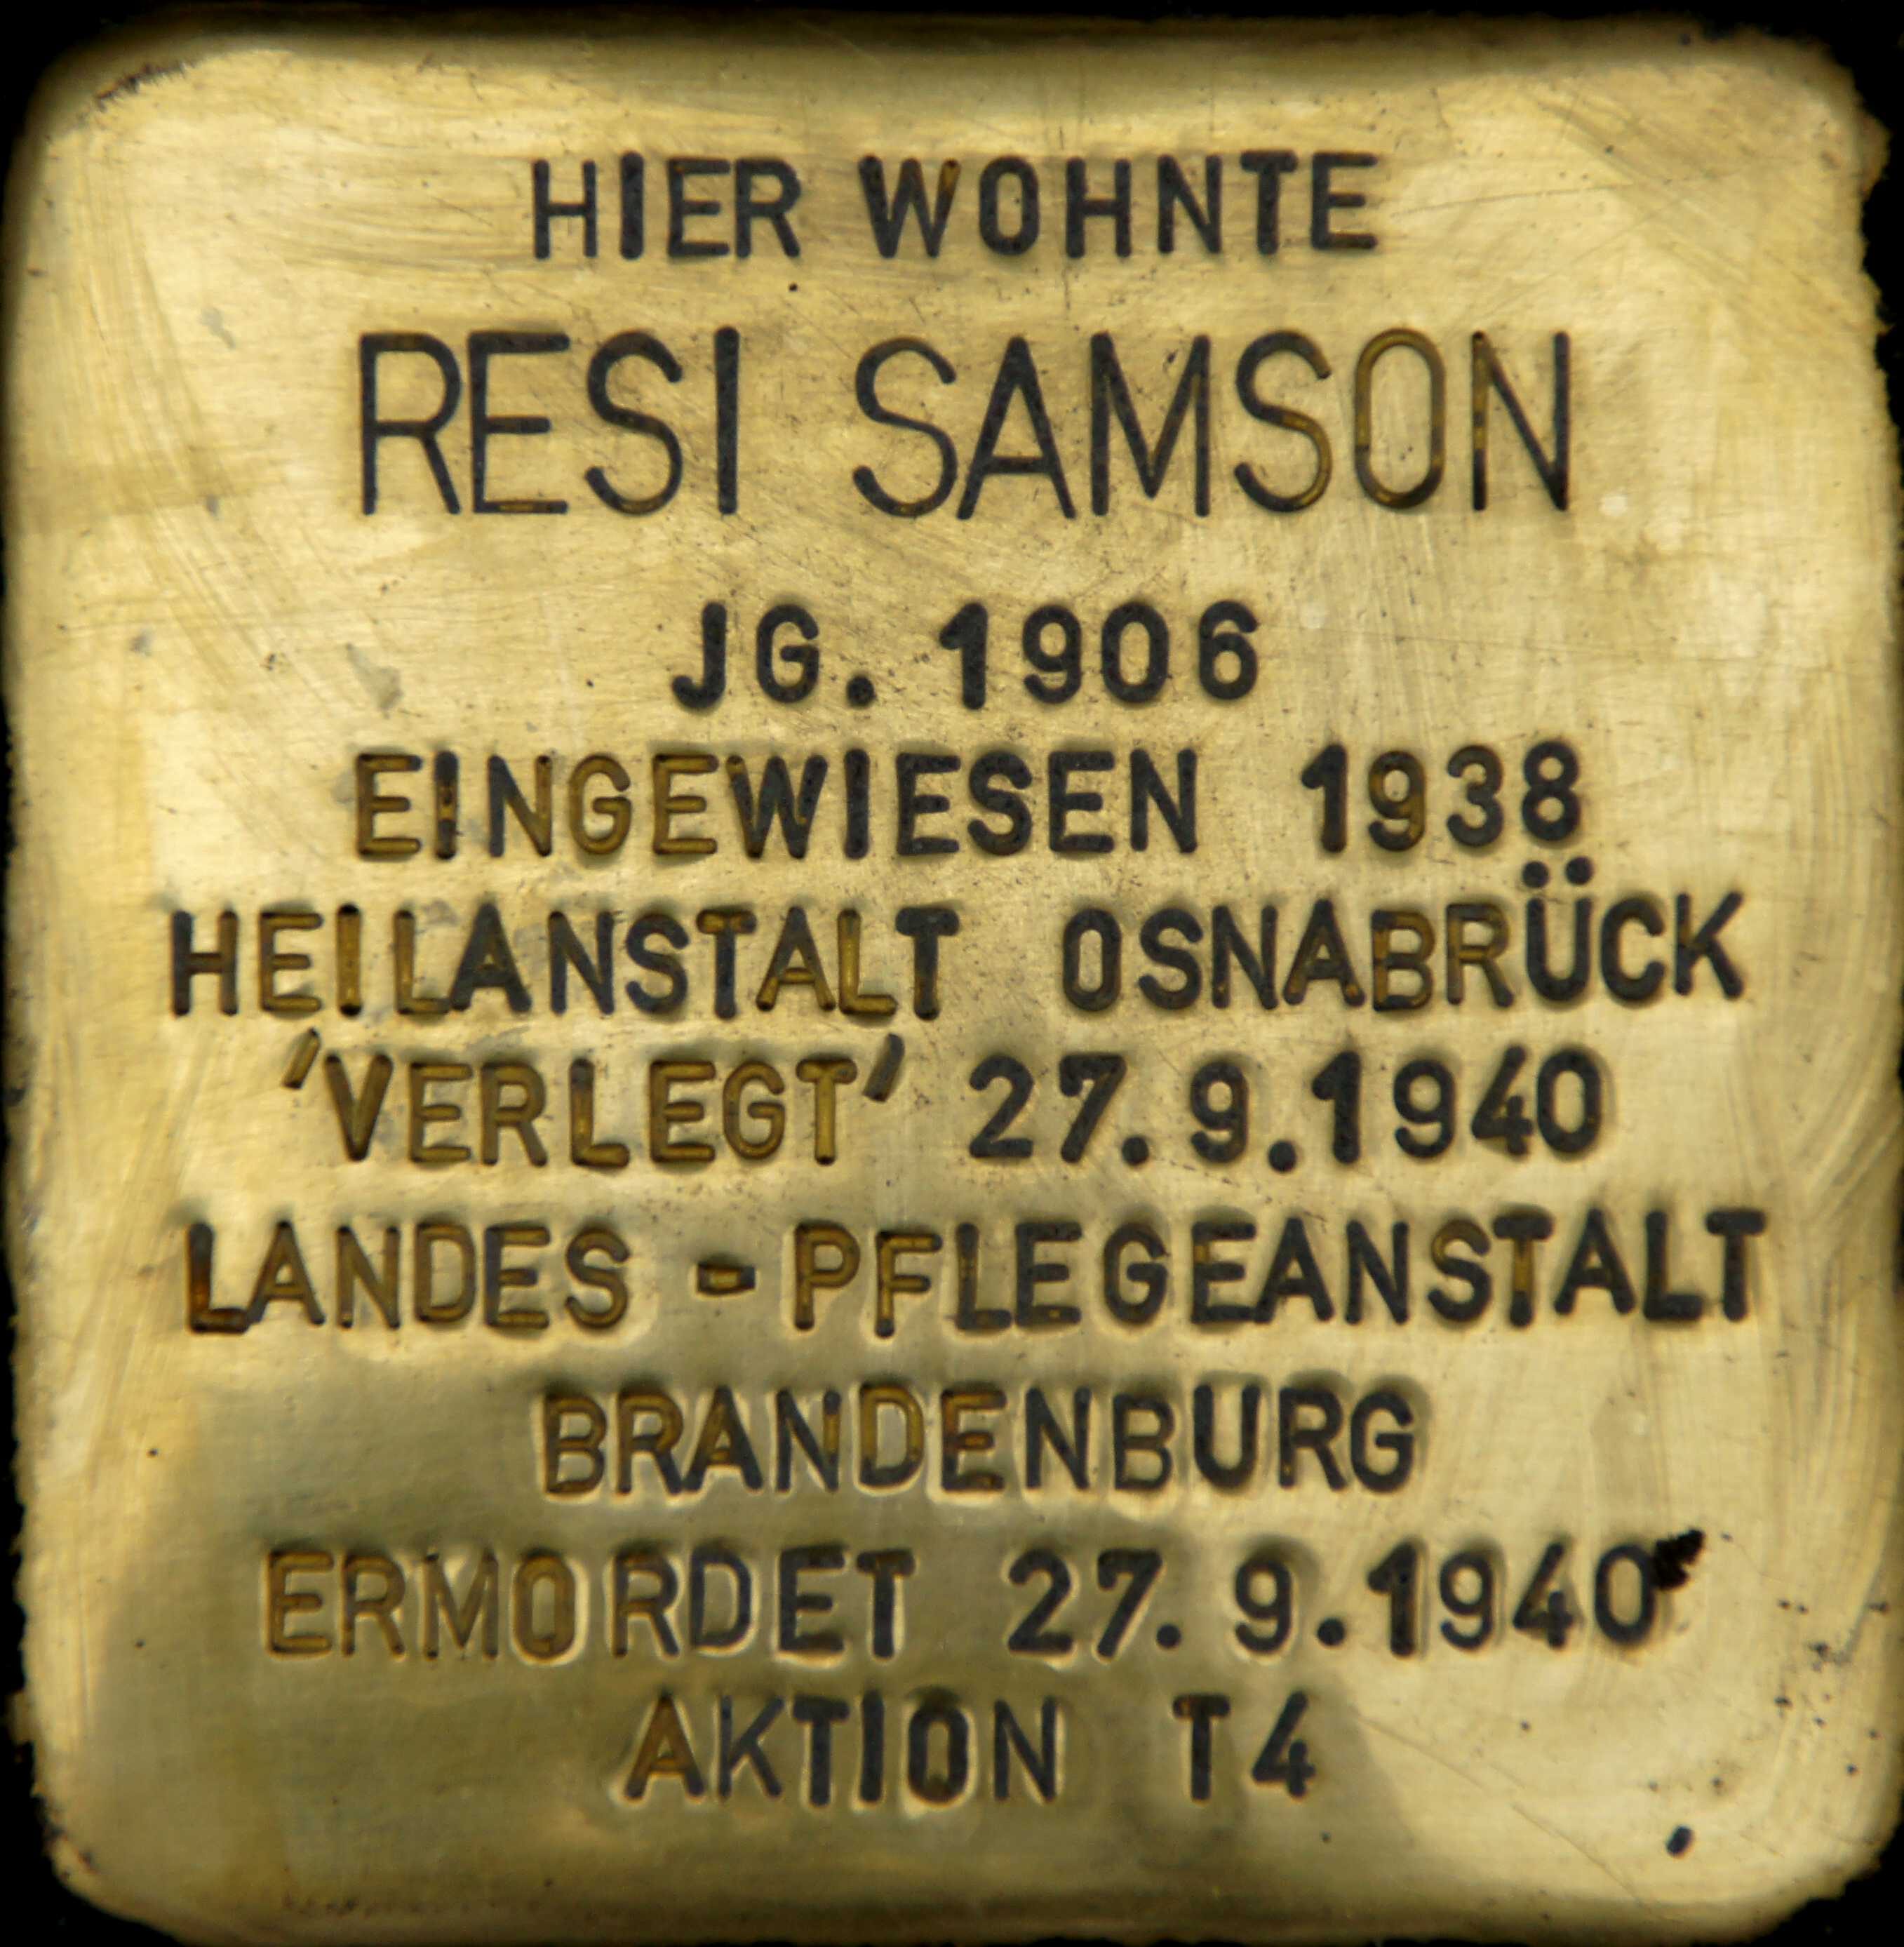 HIER WOHNTE
RESI SAMSON
JG. 1906
EINGEWIESEN 1938
HEILANSTALT OSNABRÜCK
'VERLEGT' 27.9.1940
LANDES-PFLEGEANSTALT
BRANDENBURG
ERMORDET 27.9.1940
AKTION T4